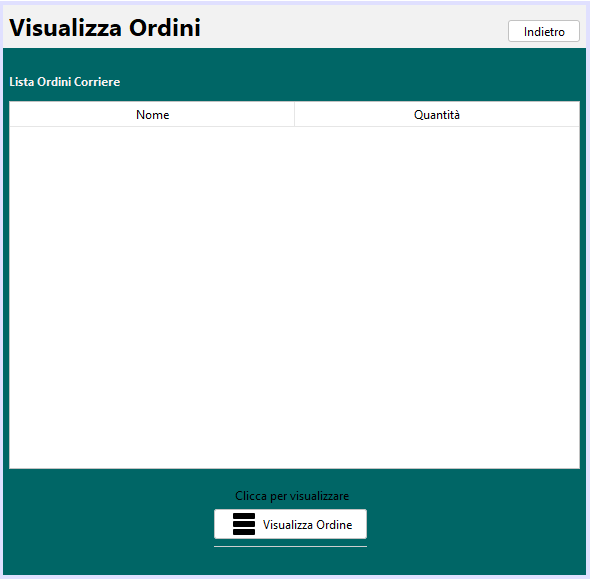 Visualizza Ordini
Indietro
Lista Ordini Corriere
Nome Quantità
Clicca per visualizzare
Visualizza Ordine